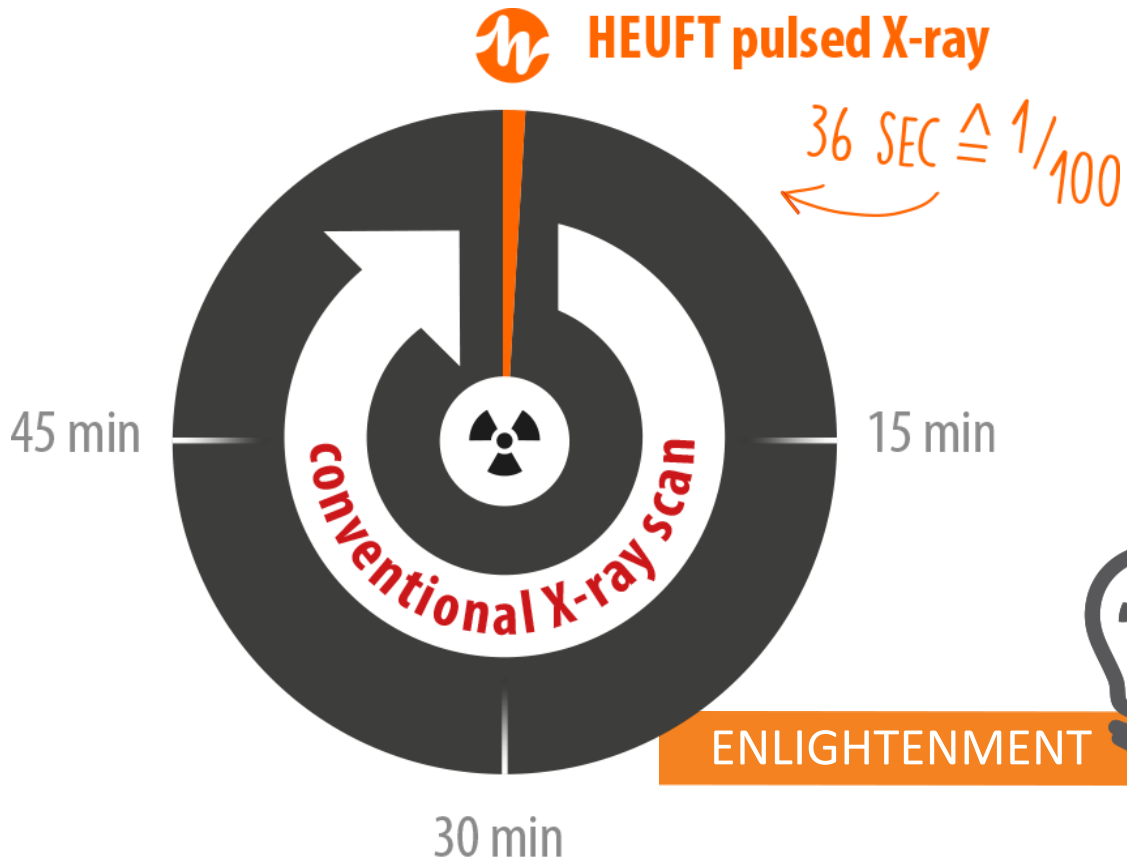 HEUFT pulsed X-ray
36 SEC ≙ 1/100
45 min
15 min
conventional X-ray scan
ENLIGHTENMENT
30 min